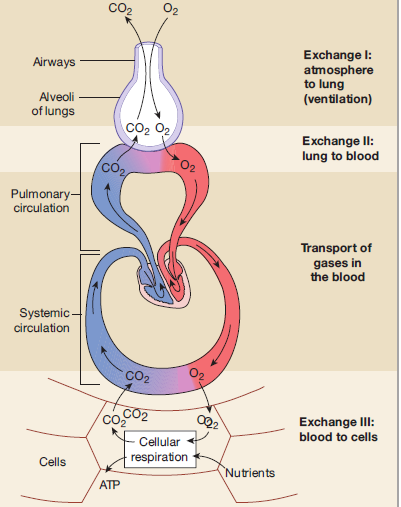 CO2 O2
Airways
Exchange I:
atmosphere
to lung
(ventilation)
Alveoli
of lungs
CO2 O2
Exchange II:
lung to blood
CO2 O2
Pulmonary
circulation
Transport of
gases in
the blood
Systemic
circulation
CO2 O2
CO2 CO2 O2 O2
Exchange III:
blood to cells
Cellular
respiration
Cells
Nutrients
ATP